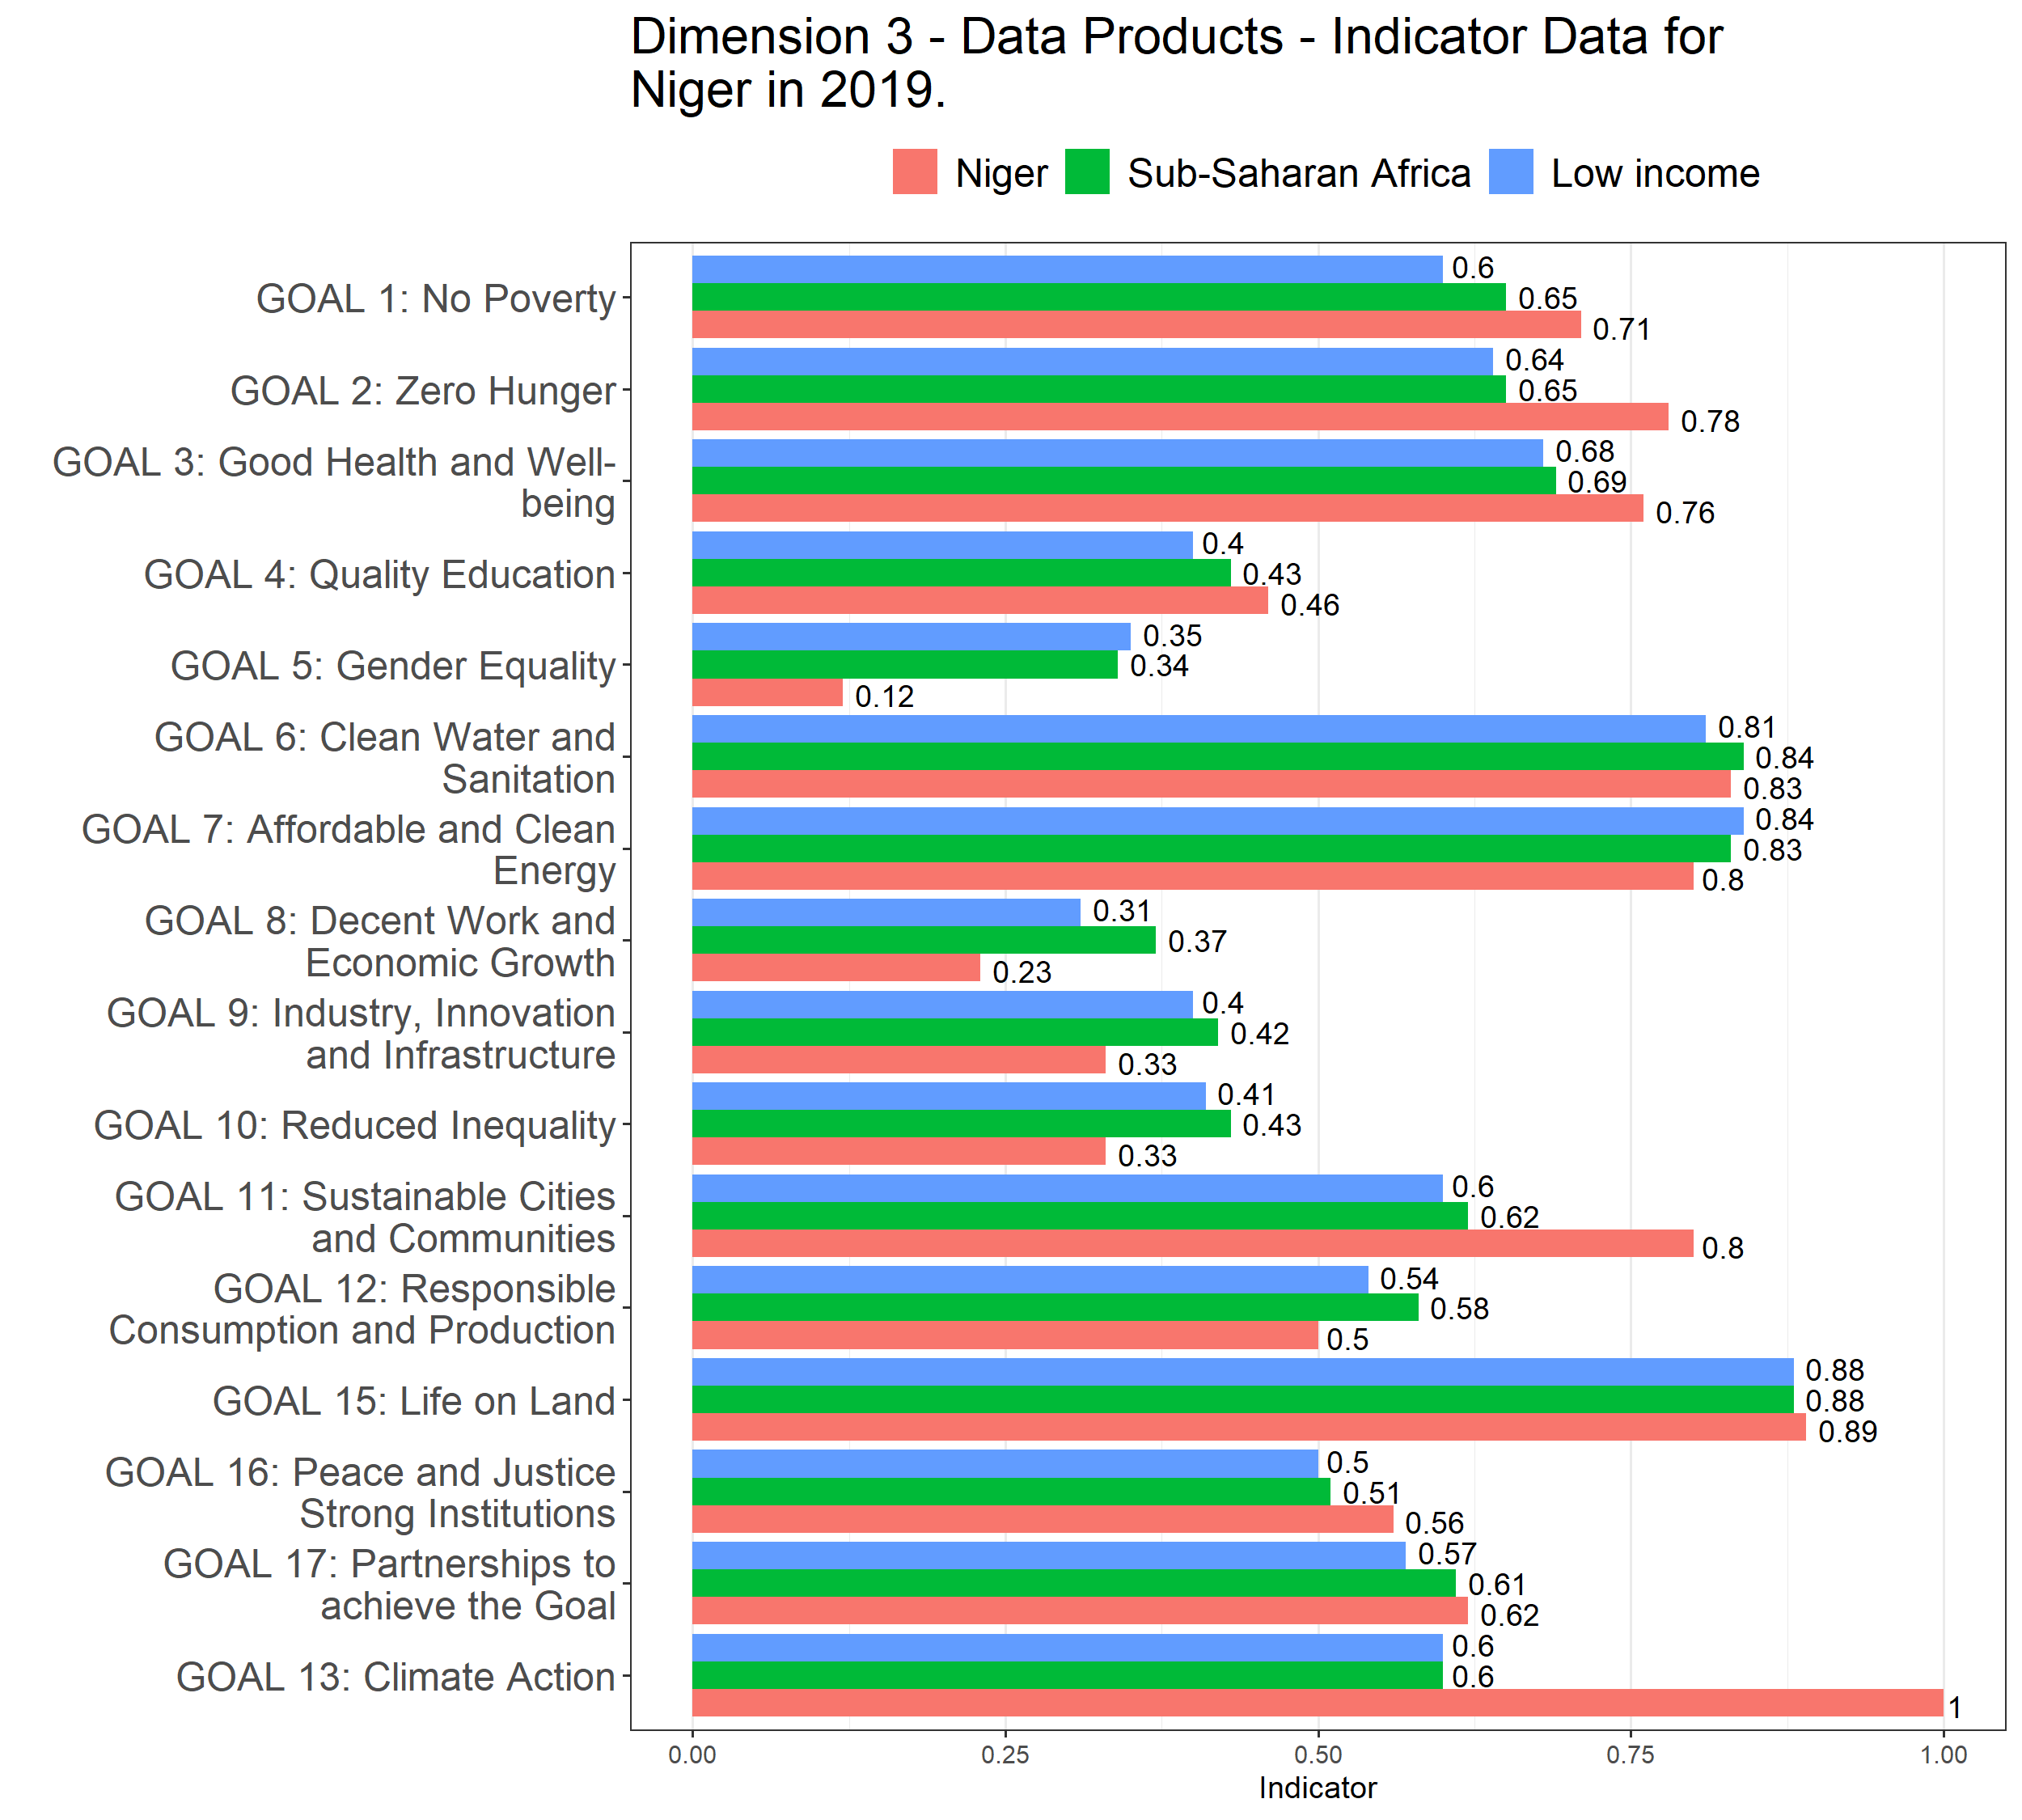 Dimension 3 - Data Products - Indicator Data for
Niger in 2019.
Niger Sub-Saharan Africa Low income
GOAL 1: No Poverty
0.6
0.65
0.71
GOAL 2: Zero Hunger
0.64
0.65
0.78
GOAL 3: Good Health and Well-
being
0.68
0.69
0.76
GOAL 4: Quality Education
0.4
0.43
0.46
GOAL 5: Gender Equality
0.35
0.34
0.12
GOAL 6: Clean Water and
Sanitation
0.81
0.84
0.83
GOAL 7: Affordable and Clean
Energy
0.84
0.83
0.8
GOAL 8: Decent Work and
Economic Growth
0.31
0.37
0.23
GOAL 9: Industry, Innovation
and Infrastructure
0.4
0.42
0.33
GOAL 10: Reduced Inequality
0.41
0.43
0.33
GOAL 11: Sustainable Cities
and Communities
0.6
0.62
0.8
GOAL 12: Responsible
Consumption and Production
0.54
0.58
0.5
GOAL 15: Life on Land
0.88
0.88
0.89
GOAL 16: Peace and Justice
Strong Institutions
0.5
0.51
0.56
GOAL 17: Partnerships to
achieve the Goal
0.57
0.61
0.62
GOAL 13: Climate Action
0.6
0.6
1
0.00 0.25 0.50 0.75 1.00
Indicator